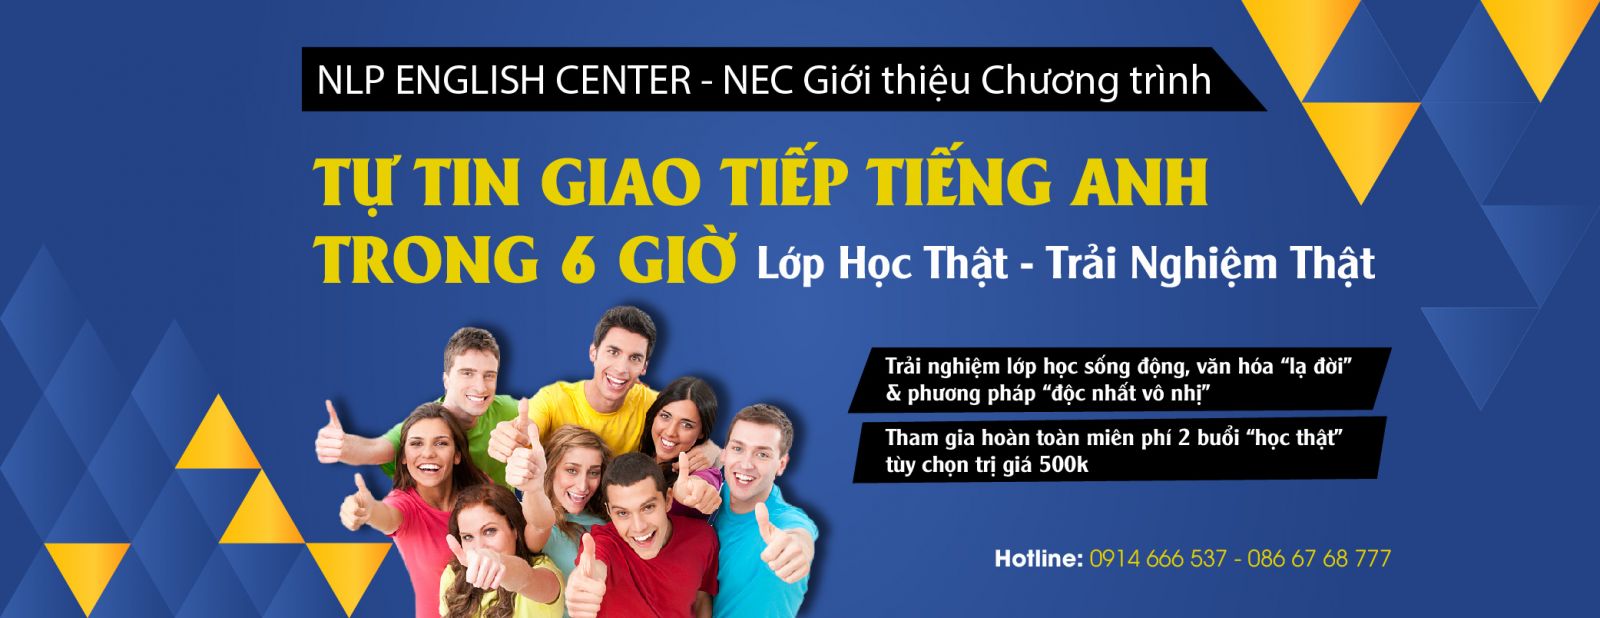 NLP ENGLISH CENTER - NEC Giới thiệu Chương trình
TỰ TIN GIAO TIẾP TIẾNG ANH
TRONG 6 GIỜ Lớp Học Thật - Trải Nghiệm Thật
Trải nghiệm lớp học sống động, văn hóa “lạ đời”
& phương pháp “độc nhất vô nhị”
Tham gia hoàn toàn miên phí 2 buổi “học thật”
tùy chọn trị giá 500k
Hotline: 0914 666 537 - 086 67 68 777